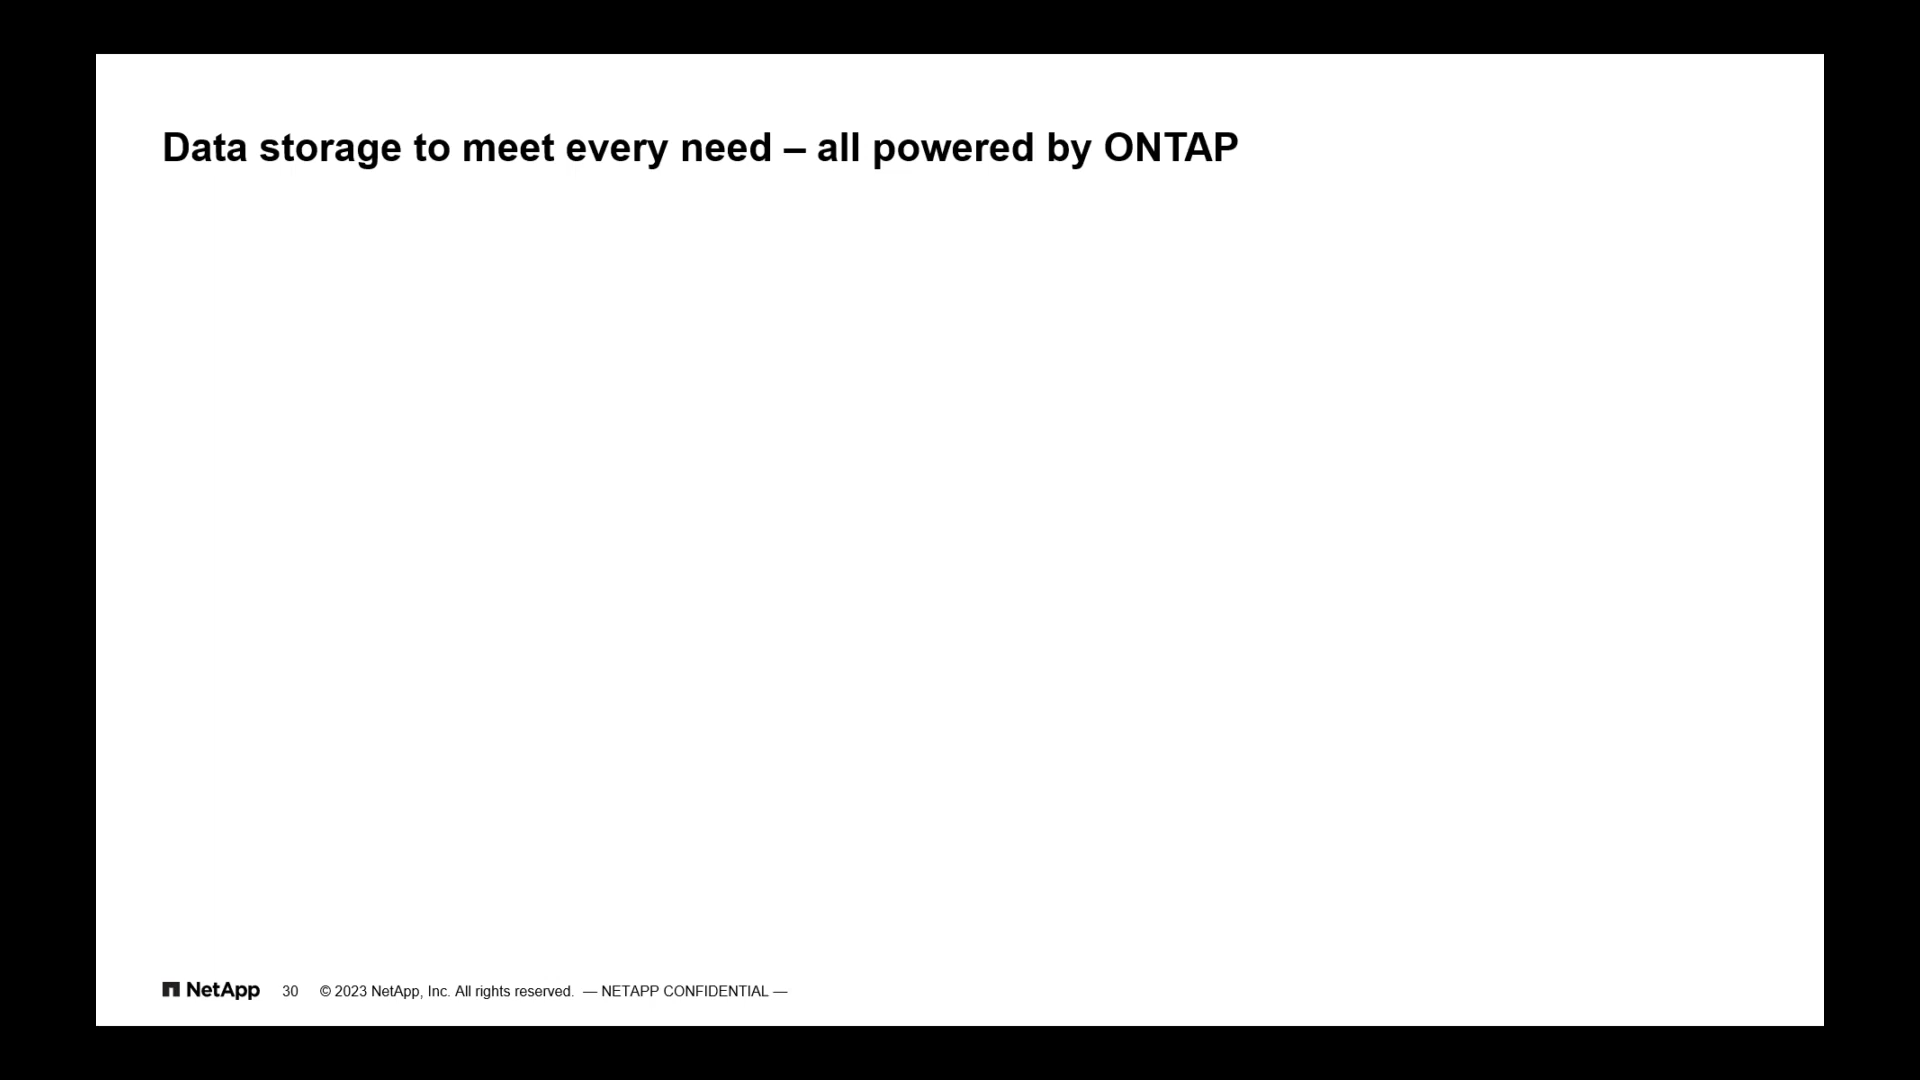 Data storage to meet every need – all powered by ONTAP
NetApp 30 © 2023 NetApp, Inc. All rights reserved. — NETAPP CONFIDENTIAL —